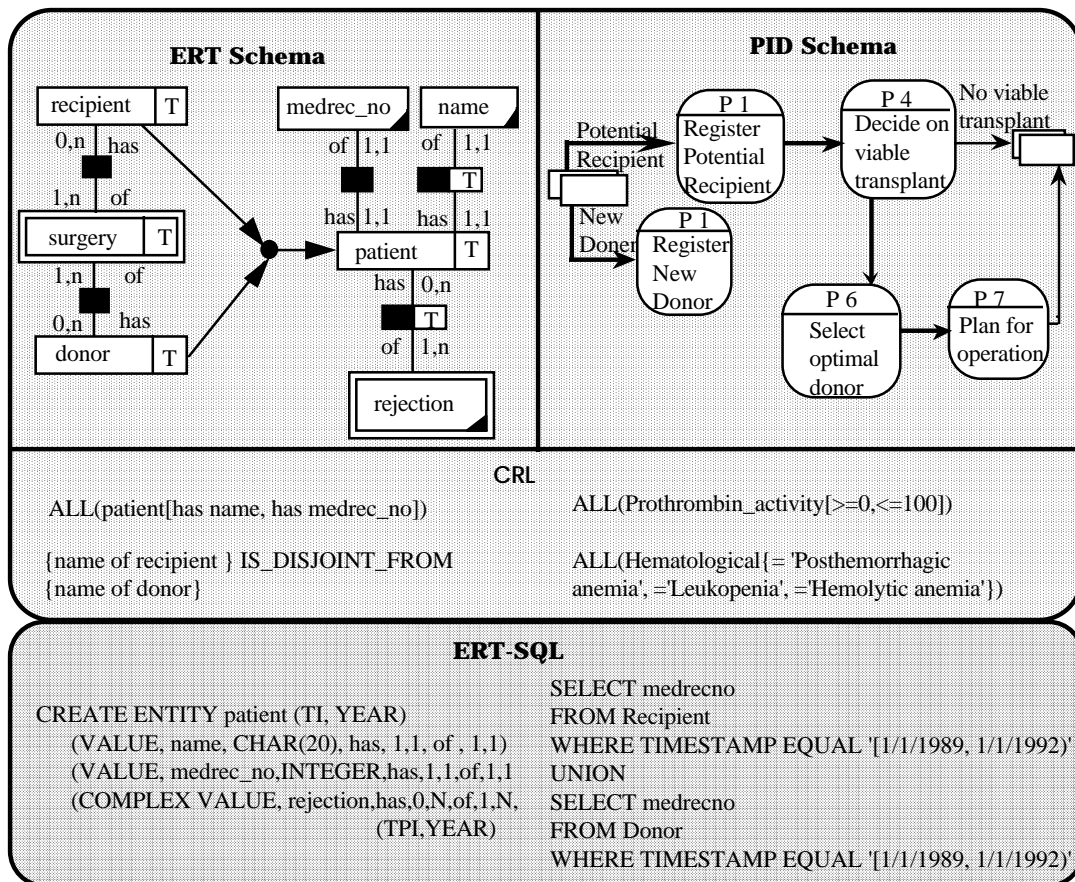 ERT Schema
recipient T
medrec_no
name
0,n has
of 1,1
of 1,1
T
1,n of
has 1,1
has 1,1
surgery T
patient T
1,n of
has 0,n
T
0,n has
of 1,n
donor T
rejection
PID Schema
Potential
Recipient
New
Doner
P 1
Register
Potential
Recipient
P 4
Decide on
viable
transplant
No viable
transplant
P 1
Register
New
Donor
P 6
Select
optimal
donor
P 7
Plan for
operation
CRL
ALL(patient[has name, has medrec_no])
{name of recipient } IS_DISJOINT_FROM
{name of donor}
ALL(Prothrombin_activity[>=0,<=100])
ALL(Hematological{= 'Posthemorrhagic
anemia', ='Leukopenia', ='Hemolytic anemia'})
ERT-SQL
CREATE ENTITY patient (TI, YEAR)
(VALUE, name, CHAR(20), has, 1,1, of , 1,1)
(VALUE, medrec_no,INTEGER,has,1,1,of,1,1
(COMPLEX VALUE, rejection,has,0,N,of,1,N,
(TPI,YEAR)
SELECT medrecno
FROM Recipient
WHERE TIMESTAMP EQUAL '[1/1/1989, 1/1/1992)'
UNION
SELECT medrecno
FROM Donor
WHERE TIMESTAMP EQUAL '[1/1/1989, 1/1/1992)'